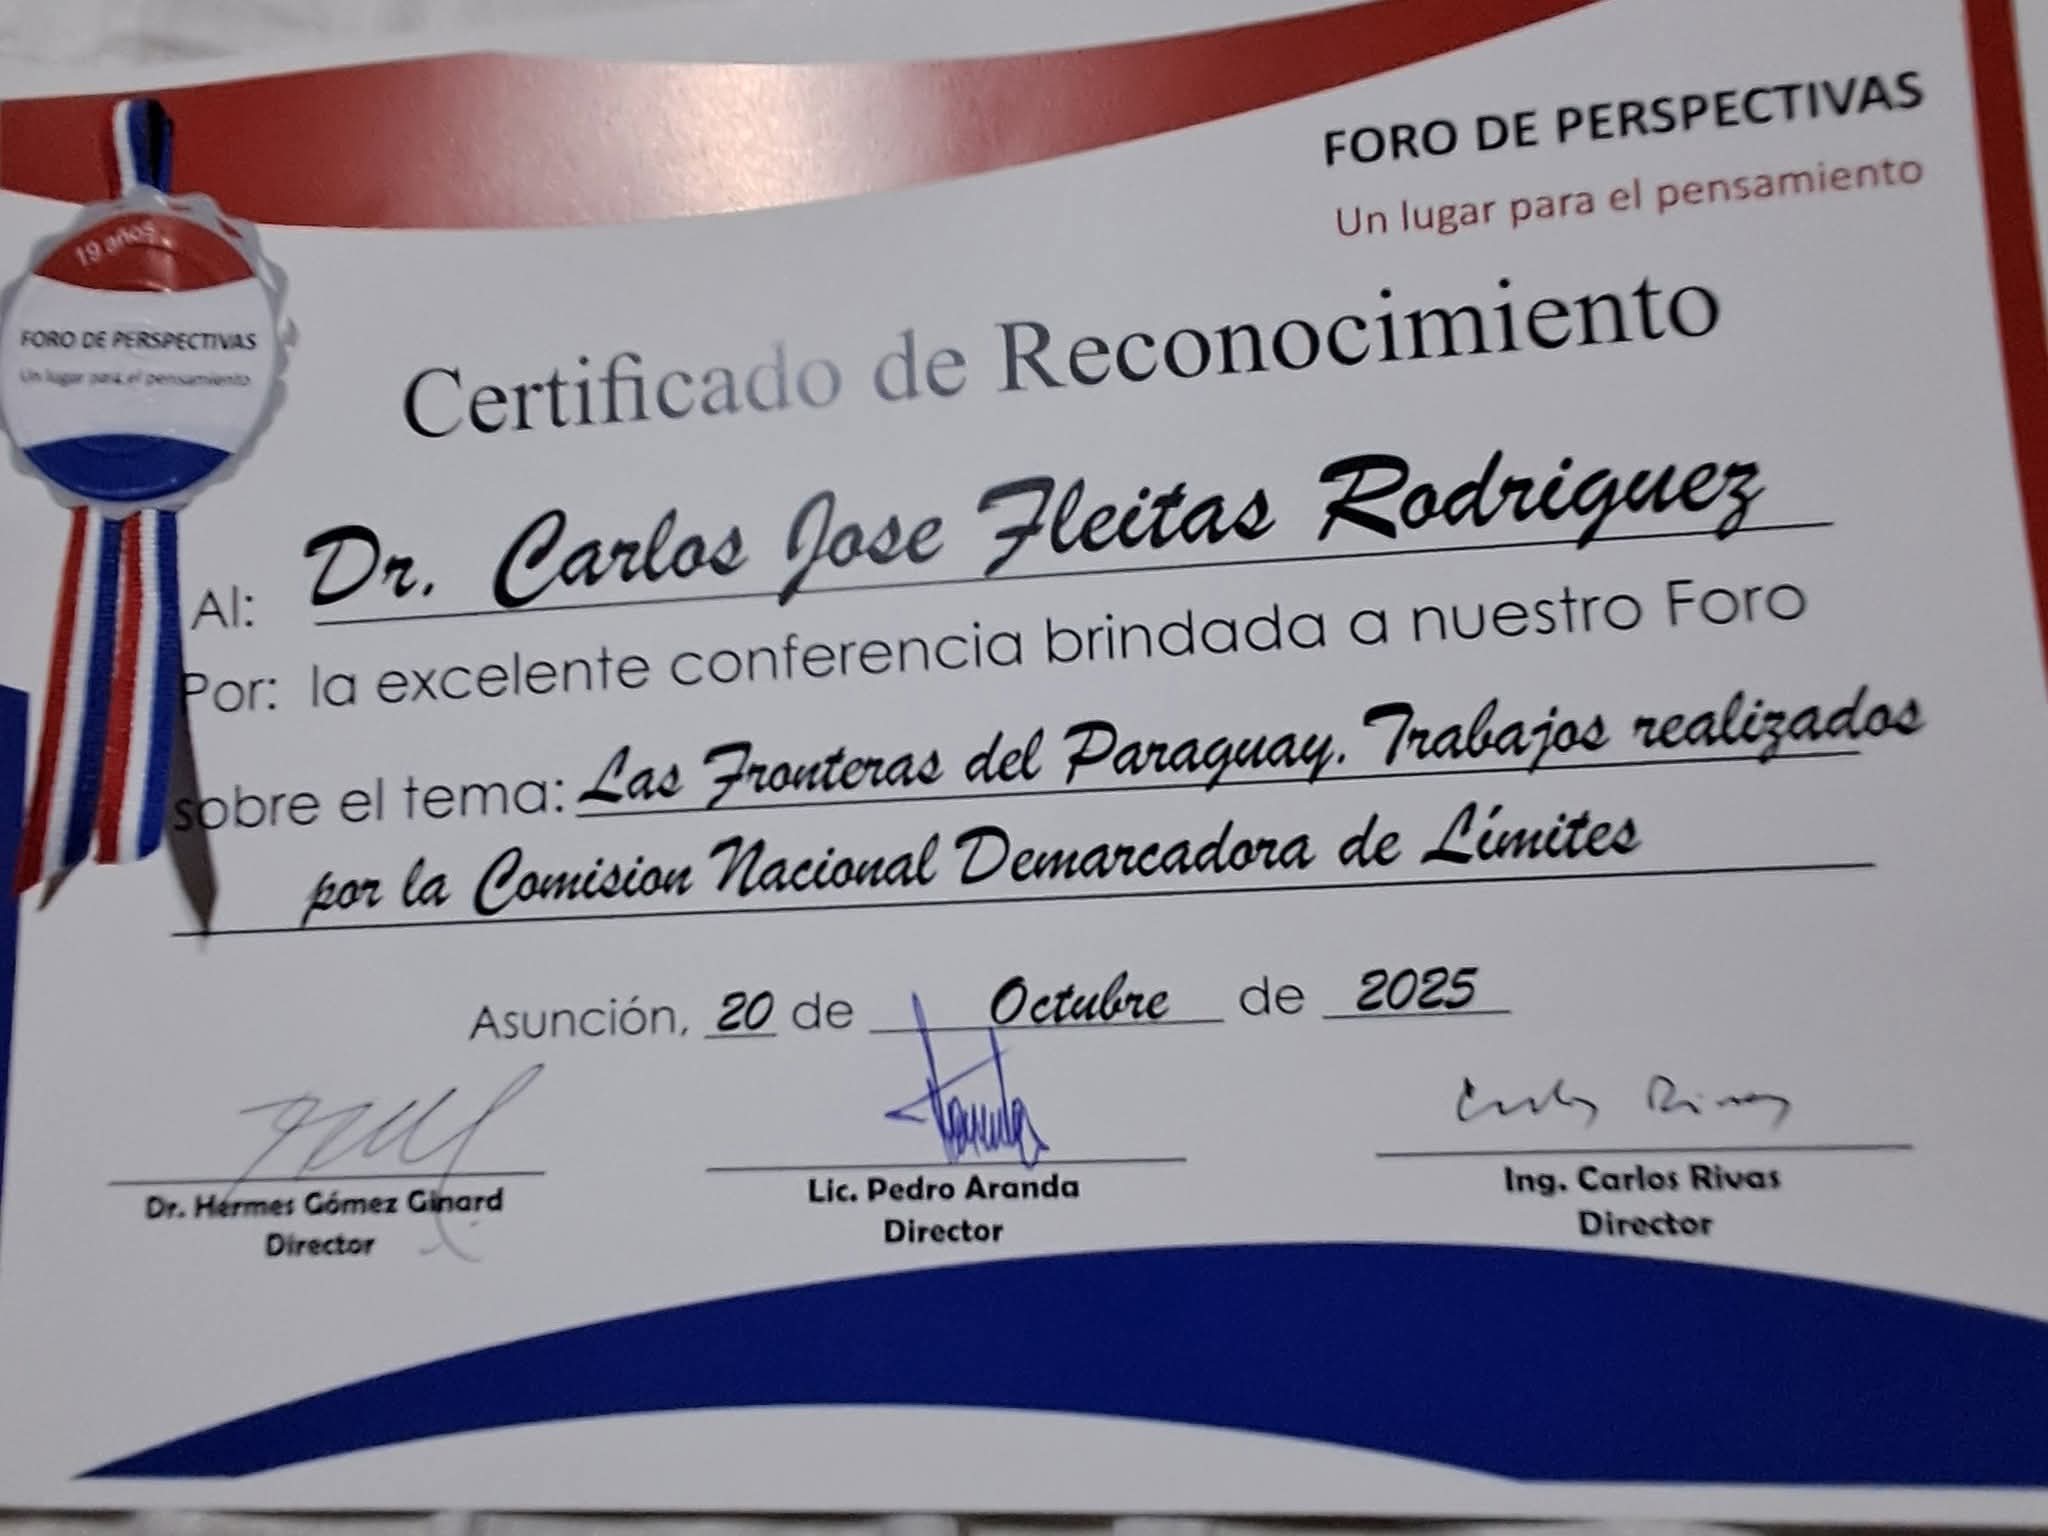 FORO DE PERSPECTIVAS
Un lugar para el pensamiento
19 años
FORO DE PERSPECTIVAS
Un lugar para el pensamiento
Certificado de Reconocimiento
Al: Dr. Carlos Jose Fleitas Rodriguez
Por: la excelente conferencia brindada a nuestro Foro
sobre el tema: Las Fronteras del Paraguay. Trabajos realizados
por la Comision Nacional Demarcadora de Límites
Asunción, 20 de Octubre de 2025
Carlos Rivas
Dr. Hermes Gómez Ginard
Director
Lic. Pedro Aranda
Director
Ing. Carlos Rivas
Director